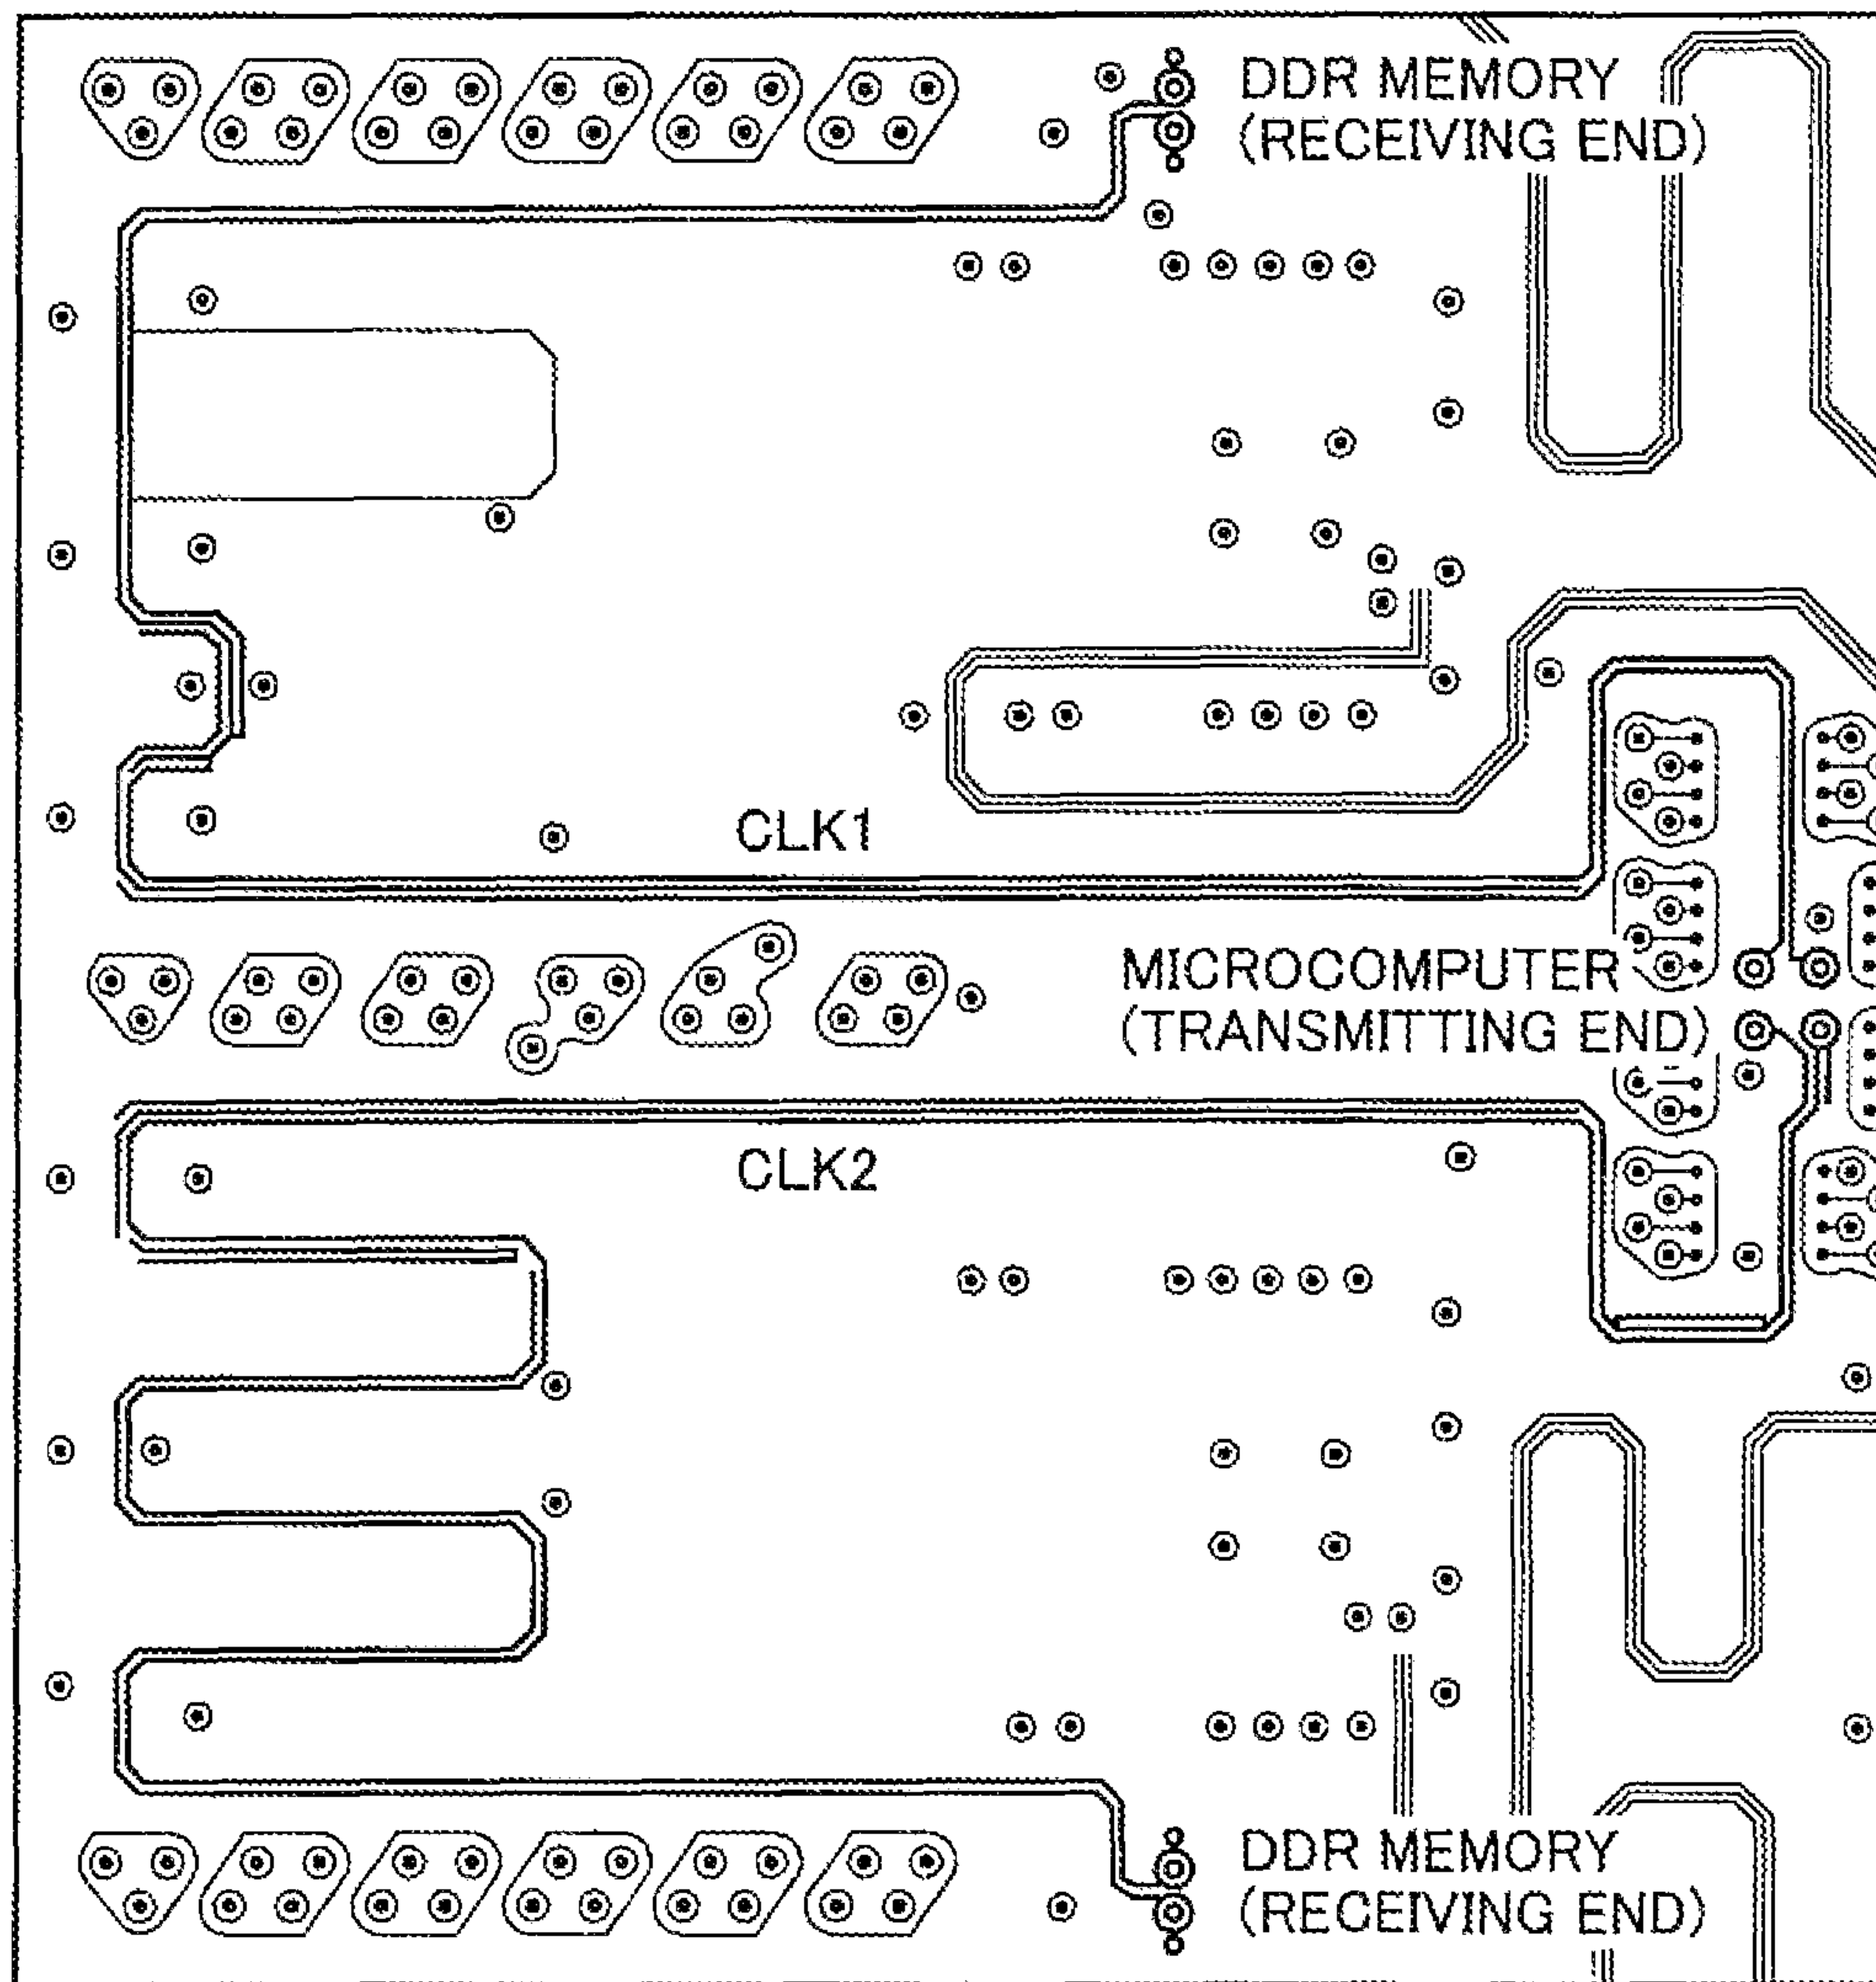 DDR MEMORY
(RECEIVING END)
CLK1
MICROCOMPUTER
(TRANSMITTING END)
CLK2
DDR MEMORY
(RECEIVING END)